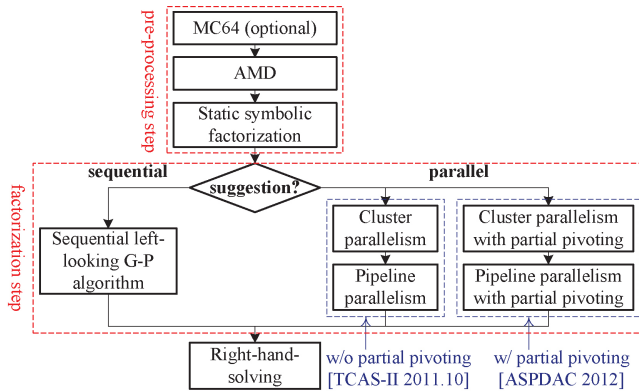 pre-processing step
MC64 (optional)
AMD
Static symbolic
factorization
factorization step
sequential
suggestion?
parallel
Sequential left-
looking G-P
algorithm
Cluster
parallelism
Pipeline
parallelism
Cluster parallelism
with partial pivoting
Pipeline parallelism
with partial pivoting
Right-hand-
solving
w/o partial pivoting
[TCAS-II 2011.10]
w/ partial pivoting
[ASPDAC 2012]